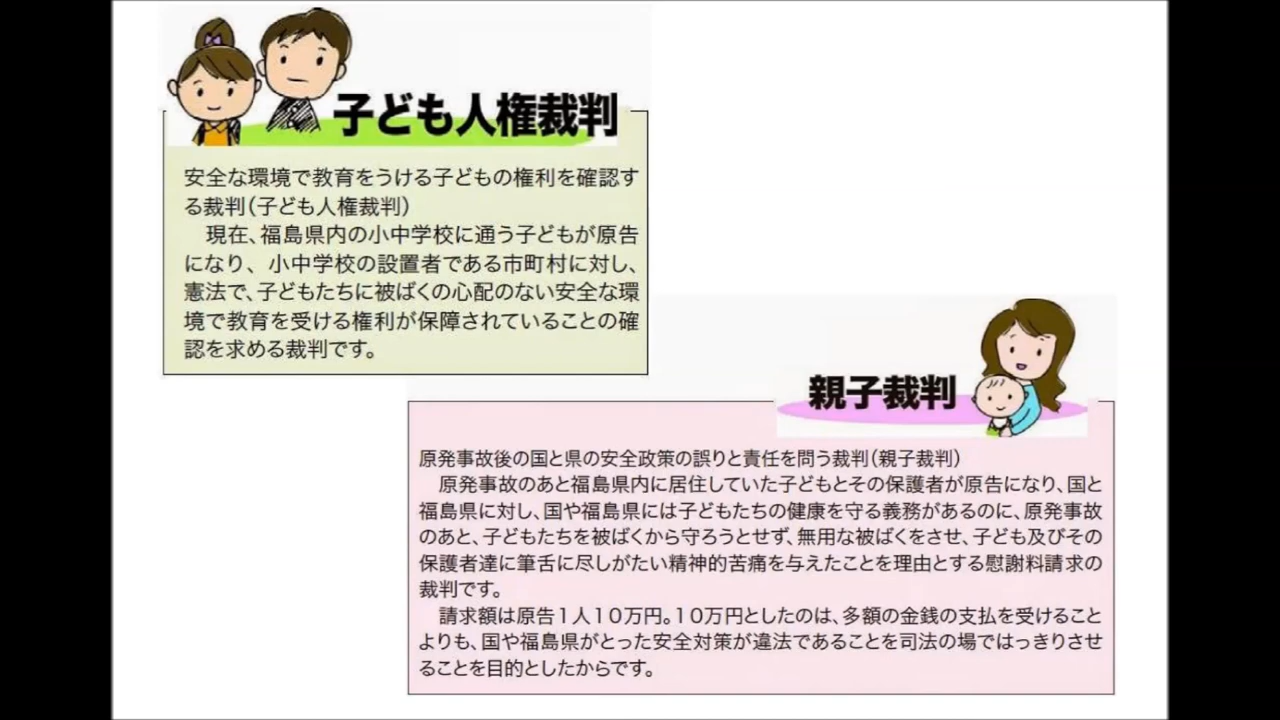 子ども人権裁判
安全な環境で教育をうける子どもの権利を確認す
る裁判(子ども人権裁判)
　現在、福島県内の小中学校に通う子どもが原告
になり、小中学校の設置者である市町村に対し、
憲法で、子どもたちに被ばくの心配のない安全な環
境で教育を受ける権利が保障されていることの確
認を求める裁判です。
親子裁判
原発事故後の国と県の安全政策の誤りと責任を問う裁判(親子裁判)
　原発事故のあと福島県内に居住していた子どもとその保護者が原告になり、国と
福島県に対し、国や福島県には子どもたちの健康を守る義務があるのに、原発事故
のあと、子どもたちを被ばくから守ろうとせず、無用な被ばくをさせ、子ども及びその
保護者達に筆舌に尽しがたい精神的苦痛を与えたことを理由とする慰謝料請求の
裁判です。
　請求額は原告１人１０万円。１０万円としたのは、多額の金銭の支払を受けること
よりも、国や福島県がとった安全対策が違法であることを司法の場ではっきりさせ
ることを目的としたからです。